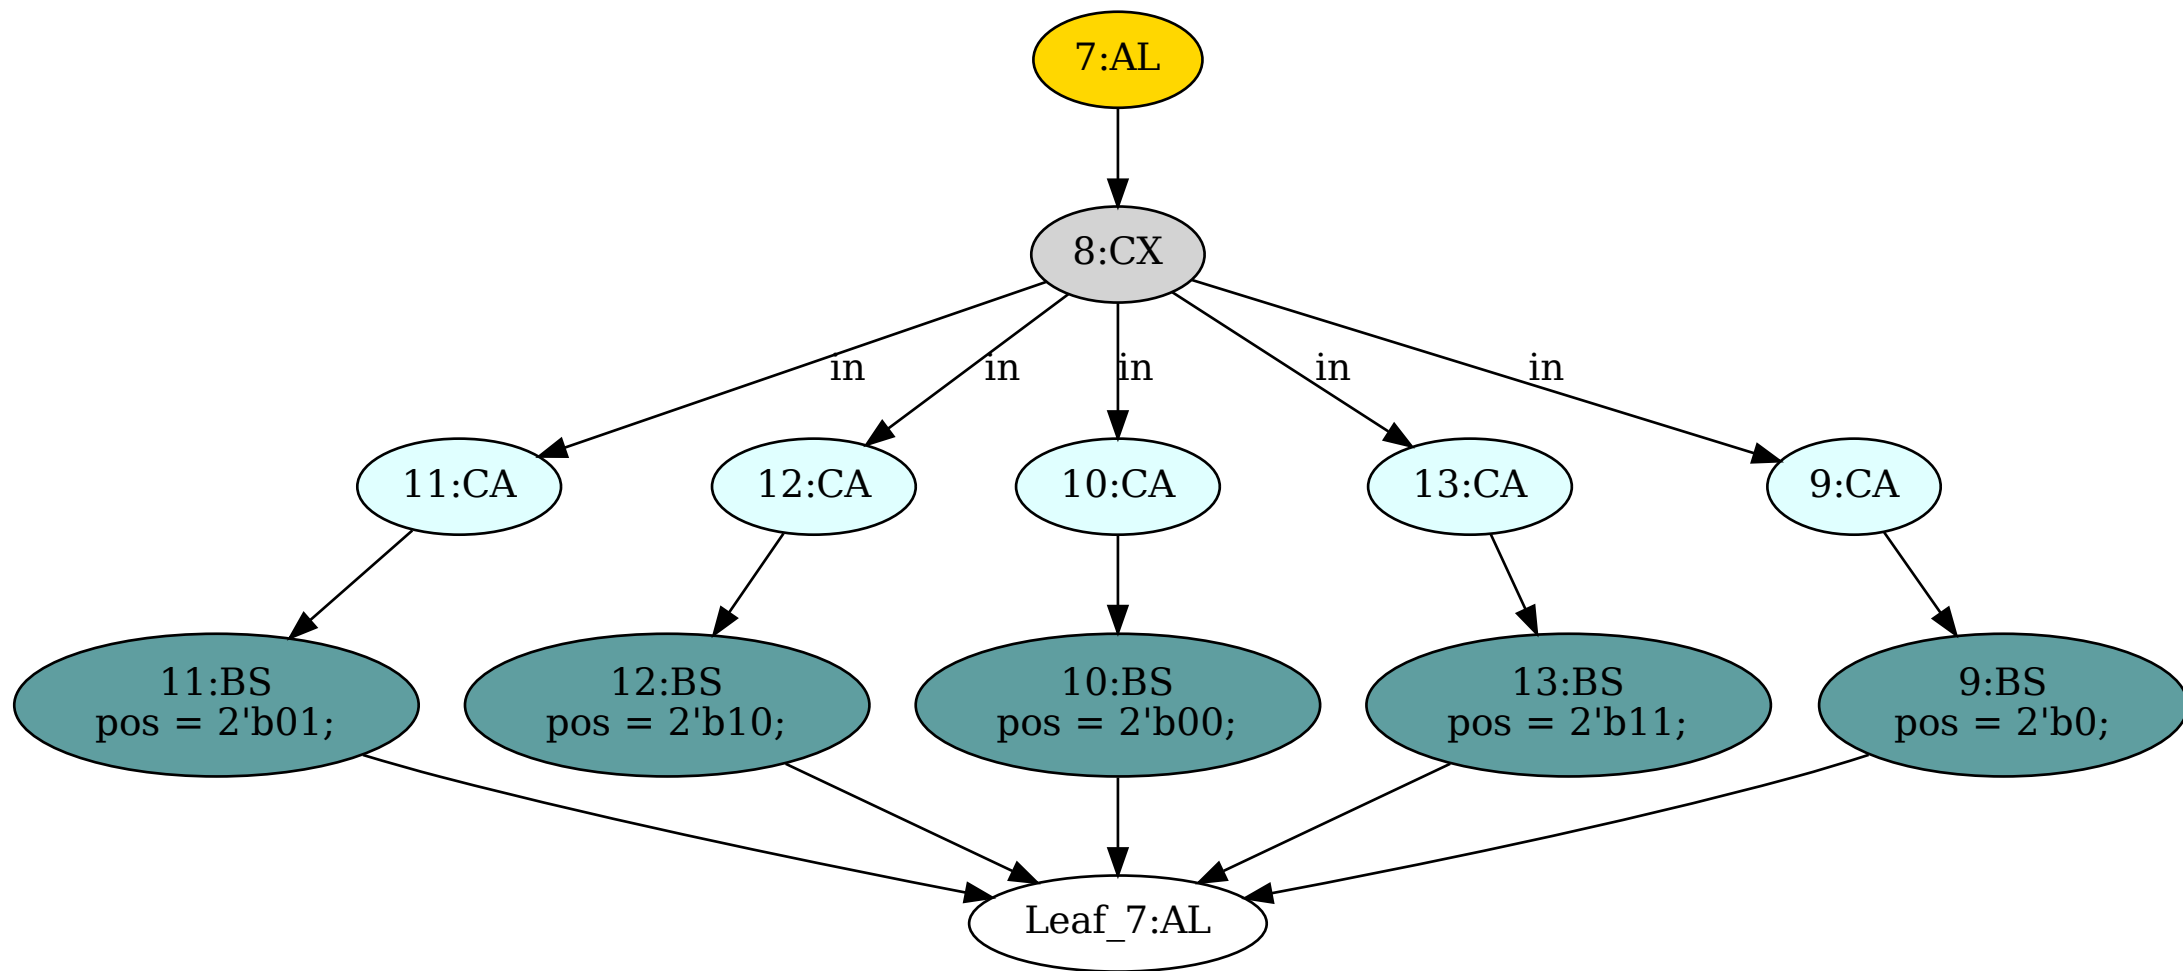 7:AL
8:CX
in
in
in
in
in
11:CA
12:CA
10:CA
13:CA
9:CA
11:BS
pos = 2'b01;
12:BS
pos = 2'b10;
10:BS
pos = 2'b00;
13:BS
pos = 2'b11;
9:BS
pos = 2'b0;
Leaf_7:AL